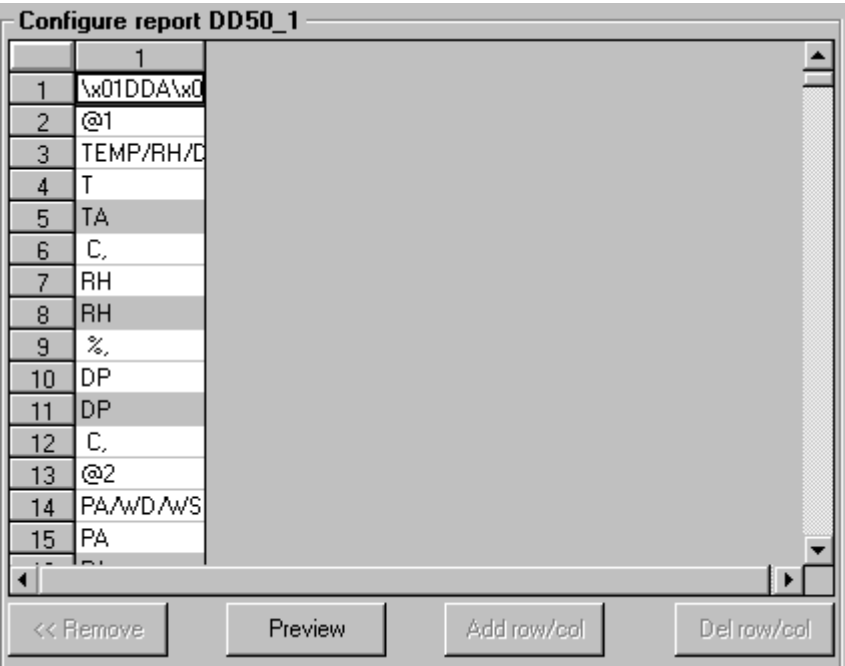 Configure report DD50_1
1
1 \x01DDA\x0
2 @1
3 TEMP/RH/D
4 T
5 TA
6 C,
7 RH
8 RH
9 %,
10 DP
11 DP
12 C,
13 @2
14 PA/WD/WS
15 PA
<< Remove Preview Add row/col Del row/col